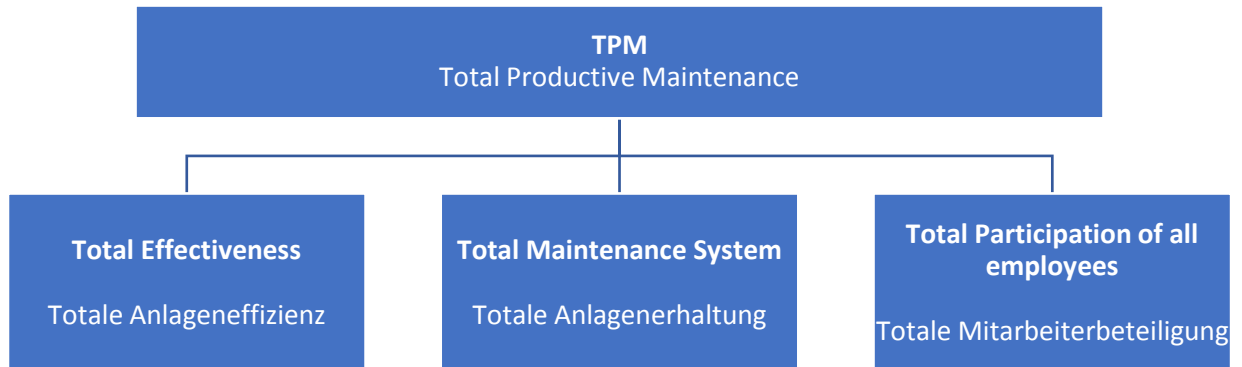 TPM
Total Productive Maintenance
Total Effectiveness
Totale Anlageneffizienz
Total Maintenance System
Totale Anlagenerhaltung
Total Participation of all
employees
Totale Mitarbeiterbeteiligung